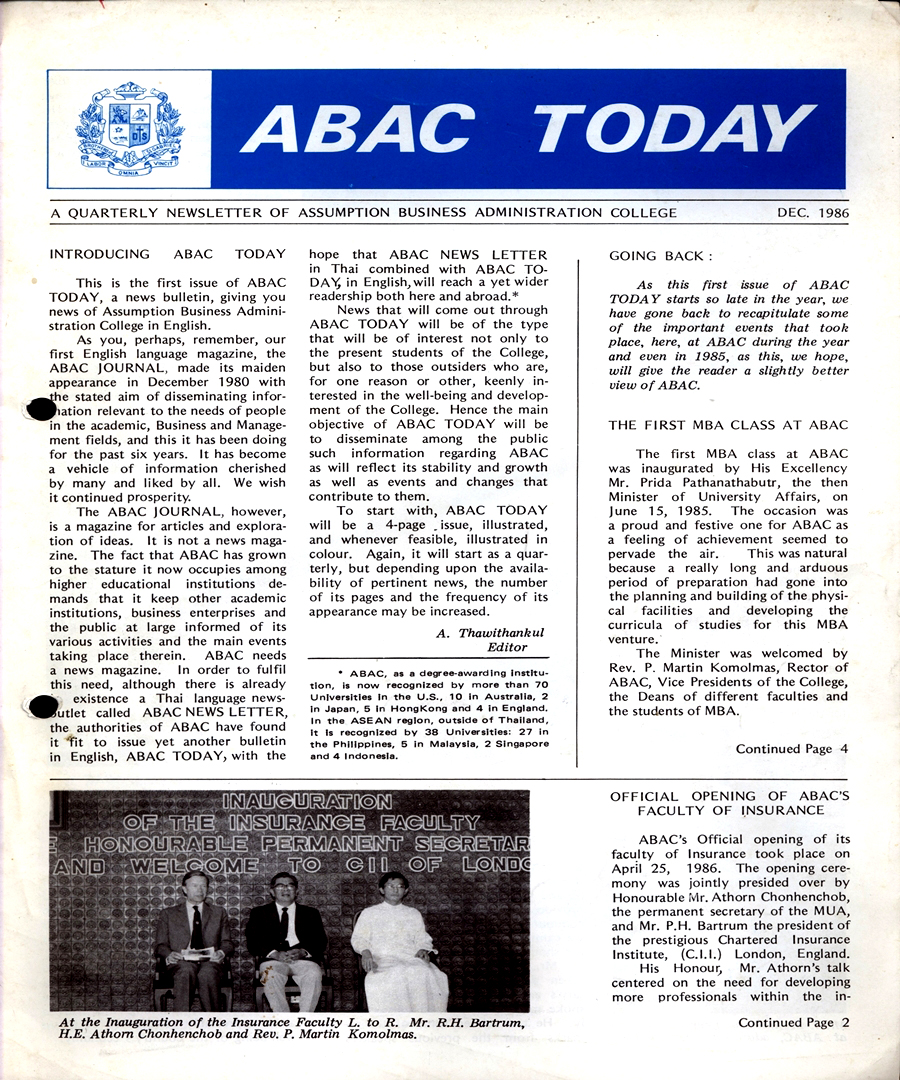 ABAC TODAY
LABOR OMNIA VINCIT
A QUARTERLY NEWSLETTER OF ASSUMPTION BUSINESS ADMINISTRATION COLLEGE DEC. 1986
INTRODUCING ABAC TODAY
This is the first issue of ABAC
TODAY, a news bulletin, giving you
news of Assumption Business Admini-
stration College in English.
As you, perhaps, remember, our
first English language magazine, the
ABAC JOURNAL, made its maiden
appearance in December 1980 with
the stated aim of disseminating infor-
mation relevant to the needs of people
in the academic, Business and Manage-
ment fields, and this it has been doing
for the past six years. It has become
a vehicle of information cherished
by many and liked by all. We wish
it continued prosperity.
The ABAC JOURNAL, however,
is a magazine for articles and explora-
tion of ideas. It is not a news maga-
zine. The fact that ABAC has grown
to the stature it now occupies among
higher educational institutions de-
mands that it keep other academic
institutions, business enterprises and
the public at large informed of its
various activities and the main events
taking place therein. ABAC needs
a news magazine. In order to fulfil
this need, although there is already
existence a Thai language news-
outlet called ABAC NEWS LETTER,
the authorities of ABAC have found
it fit to issue yet another bulletin
in English, ABAC TODAY, with the
hope that ABAC NEWS LETTER
in Thai combined with ABAC TO-
DAY, in English, will reach a yet wider
readership both here and abroad.*
News that will come out through
ABAC TODAY will be of the type
that will be of interest not only to
the present students of the College,
but also to those outsiders who are,
for one reason or other, keenly in-
terested in the well-being and develop-
ment of the College. Hence the main
objective of ABAC TODAY will be
to disseminate among the public
such information regarding ABAC
as will reflect its stability and growth
as well as events and changes that
contribute to them.
To start with, ABAC TODAY
will be a 4-page issue, illustrated,
and whenever feasible, illustrated in
colour. Again, it will start as a quar-
terly, but depending upon the availa-
bility of pertinent news, the number
of its pages and the frequency of its
appearance may be increased.
A. Thawithankul
Editor
* ABAC, as a degree-awarding institu-
tion, is now recognized by more than 70
Universities in the U.S., 10 in Australia, 2
in Japan, 5 in HongKong and 4 in England.
In the ASEAN region, outside of Thailand,
it is recognized by 38 Universities: 27 in
the Philippines, 5 in Malaysia, 2 Singapore
and 4 Indonesia.
GOING BACK :
As this first issue of ABAC
TODAY starts so late in the year, we
have gone back to recapitulate some
of the important events that took
place, here, at ABAC during the year
and even in 1985, as this, we hope,
will give the reader a slightly better
view of ABAC.
THE FIRST MBA CLASS AT ABAC
The first MBA class at ABAC
was inaugurated by His Excellency
Mr. Prida Pathanathabutr, the then
Minister of University Affairs, on
June 15, 1985. The occasion was
a proud and festive one for ABAC as
a feeling of achievement seemed to
pervade the air. This was natural
because a really long and arduous
period of preparation had gone into
the planning and building of the physi-
cal facilities and developing the
curricula of studies for this MBA
venture.
The Minister was welcomed by
Rev. P. Martin Komolmas, Rector of
ABAC, Vice Presidents of the College,
the Deans of different faculties and
the students of MBA.
Continued Page 4
INAUGURATION
OF THE INSURANCE FACULTY
E HONOURABLE PERMANENT SECRETAR
AND WELCOME TO CII OF LONDO
At the Inauguration of the Insurance Faculty L. to R. Mr. R.H. Bartrum,
H.E. Athorn Chonhenchob and Rev. P. Martin Komolmas.
OFFICIAL OPENING OF ABAC'S
FACULTY OF INSURANCE
ABAC's Official opening of its
faculty of Insurance took place on
April 25, 1986. The opening cere-
mony was jointly presided over by
Honourable Mr. Athorn Chonhenchob,
the permanent secretary of the MUA,
and Mr. P.H. Bartrum the president of
the prestigious Chartered Insurance
Institute, (C.I.I.) London, England.
His Honour, Mr. Athorn's talk
centered on the need for developing
more professionals within the in-
Continued Page 2